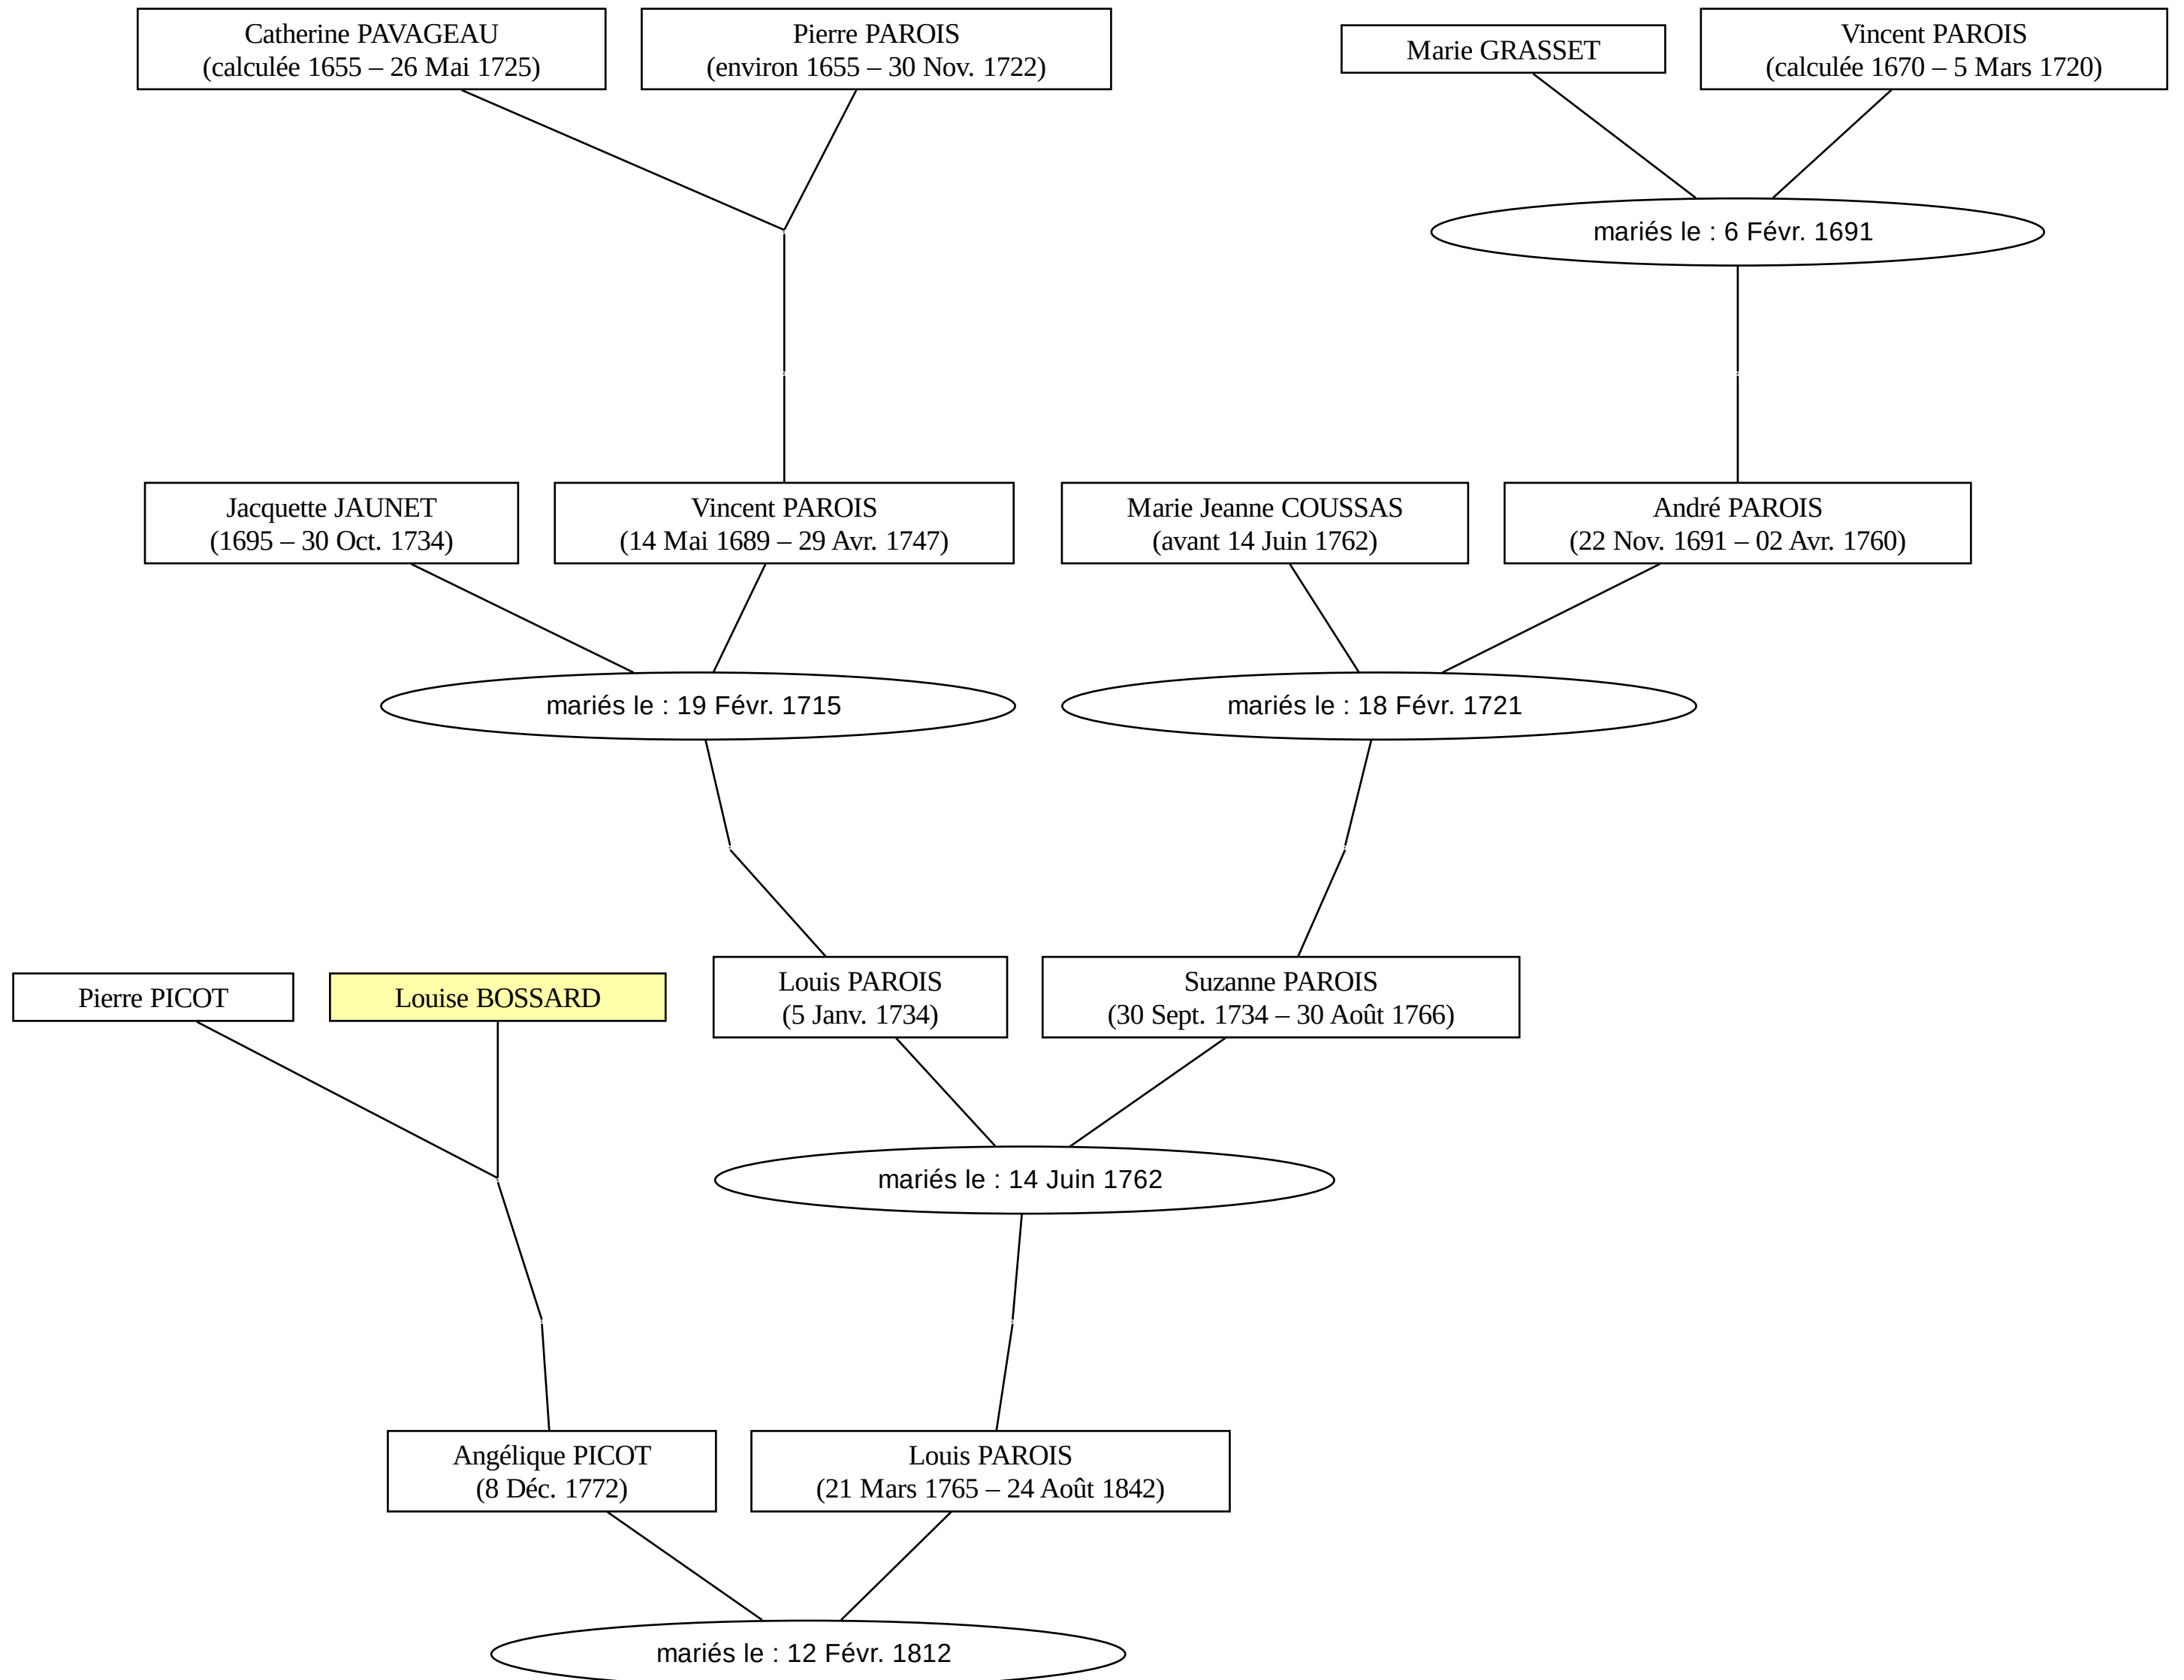 Catherine PAVAGEAU
(calculée 1655 – 26 Mai 1725)
Pierre PAROIS
(environ 1655 – 30 Nov. 1722)
Marie GRASSET
Vincent PAROIS
(calculée 1670 – 5 Mars 1720)
mariés le : 6 Févr. 1691
Jacquette JAUNET
(1695 – 30 Oct. 1734)
Vincent PAROIS
(14 Mai 1689 – 29 Avr. 1747)
Marie Jeanne COUSSAS
(avant 14 Juin 1762)
André PAROIS
(22 Nov. 1691 – 02 Avr. 1760)
mariés le : 19 Févr. 1715
mariés le : 18 Févr. 1721
Pierre PICOT
Louise BOSSARD
Louis PAROIS
(5 Janv. 1734)
Suzanne PAROIS
(30 Sept. 1734 – 30 Août 1766)
mariés le : 14 Juin 1762
Angélique PICOT
(8 Déc. 1772)
Louis PAROIS
(21 Mars 1765 – 24 Août 1842)
mariés le : 12 Févr. 1812